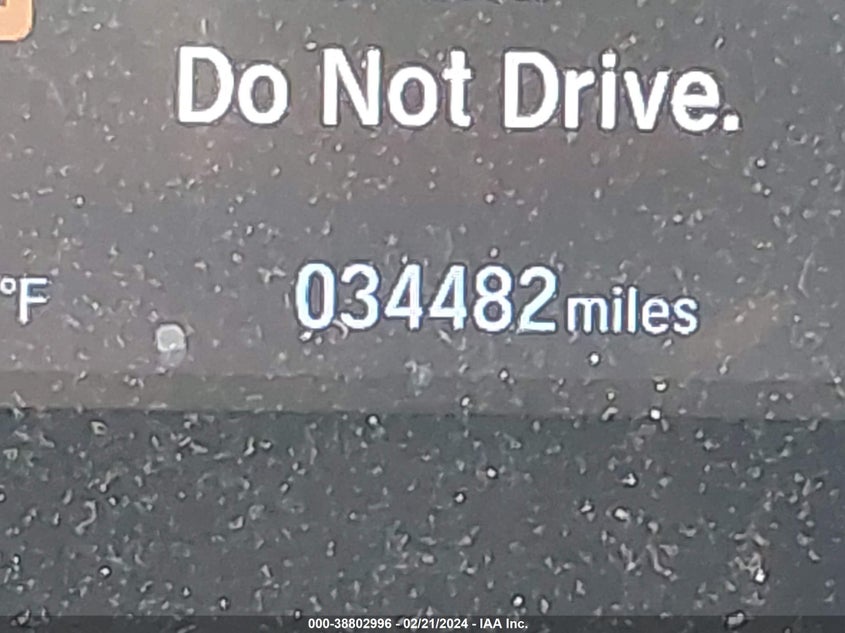 Do Not Drive.
°F 034482 miles
000-38802996 - 02/21/2024 - IAA Inc.